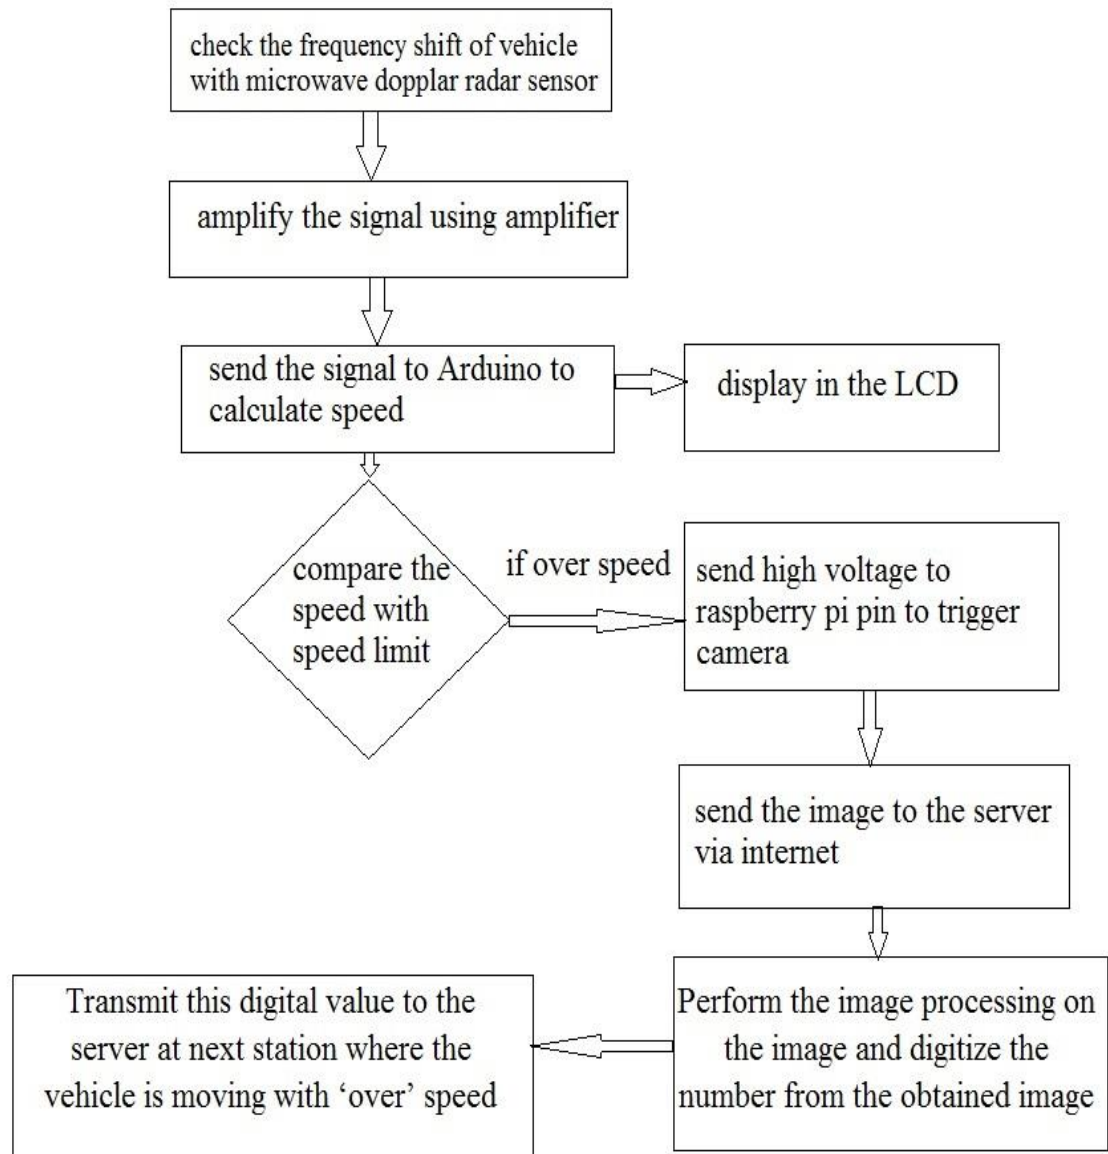 check the frequency shift of vehicle
with microwave dopplar radar sensor
amplify the signal using amplifier
send the signal to Arduino to
calculate speed
display in the LCD
compare the
speed with
speed limit
if over speed
send high voltage to
raspberry pi pin to trigger
camera
send the image to the server
via internet
Perform the image processing on
the image and digitize the
number from the obtained image
Transmit this digital value to the
server at next station where the
vehicle is moving with ‘over’ speed